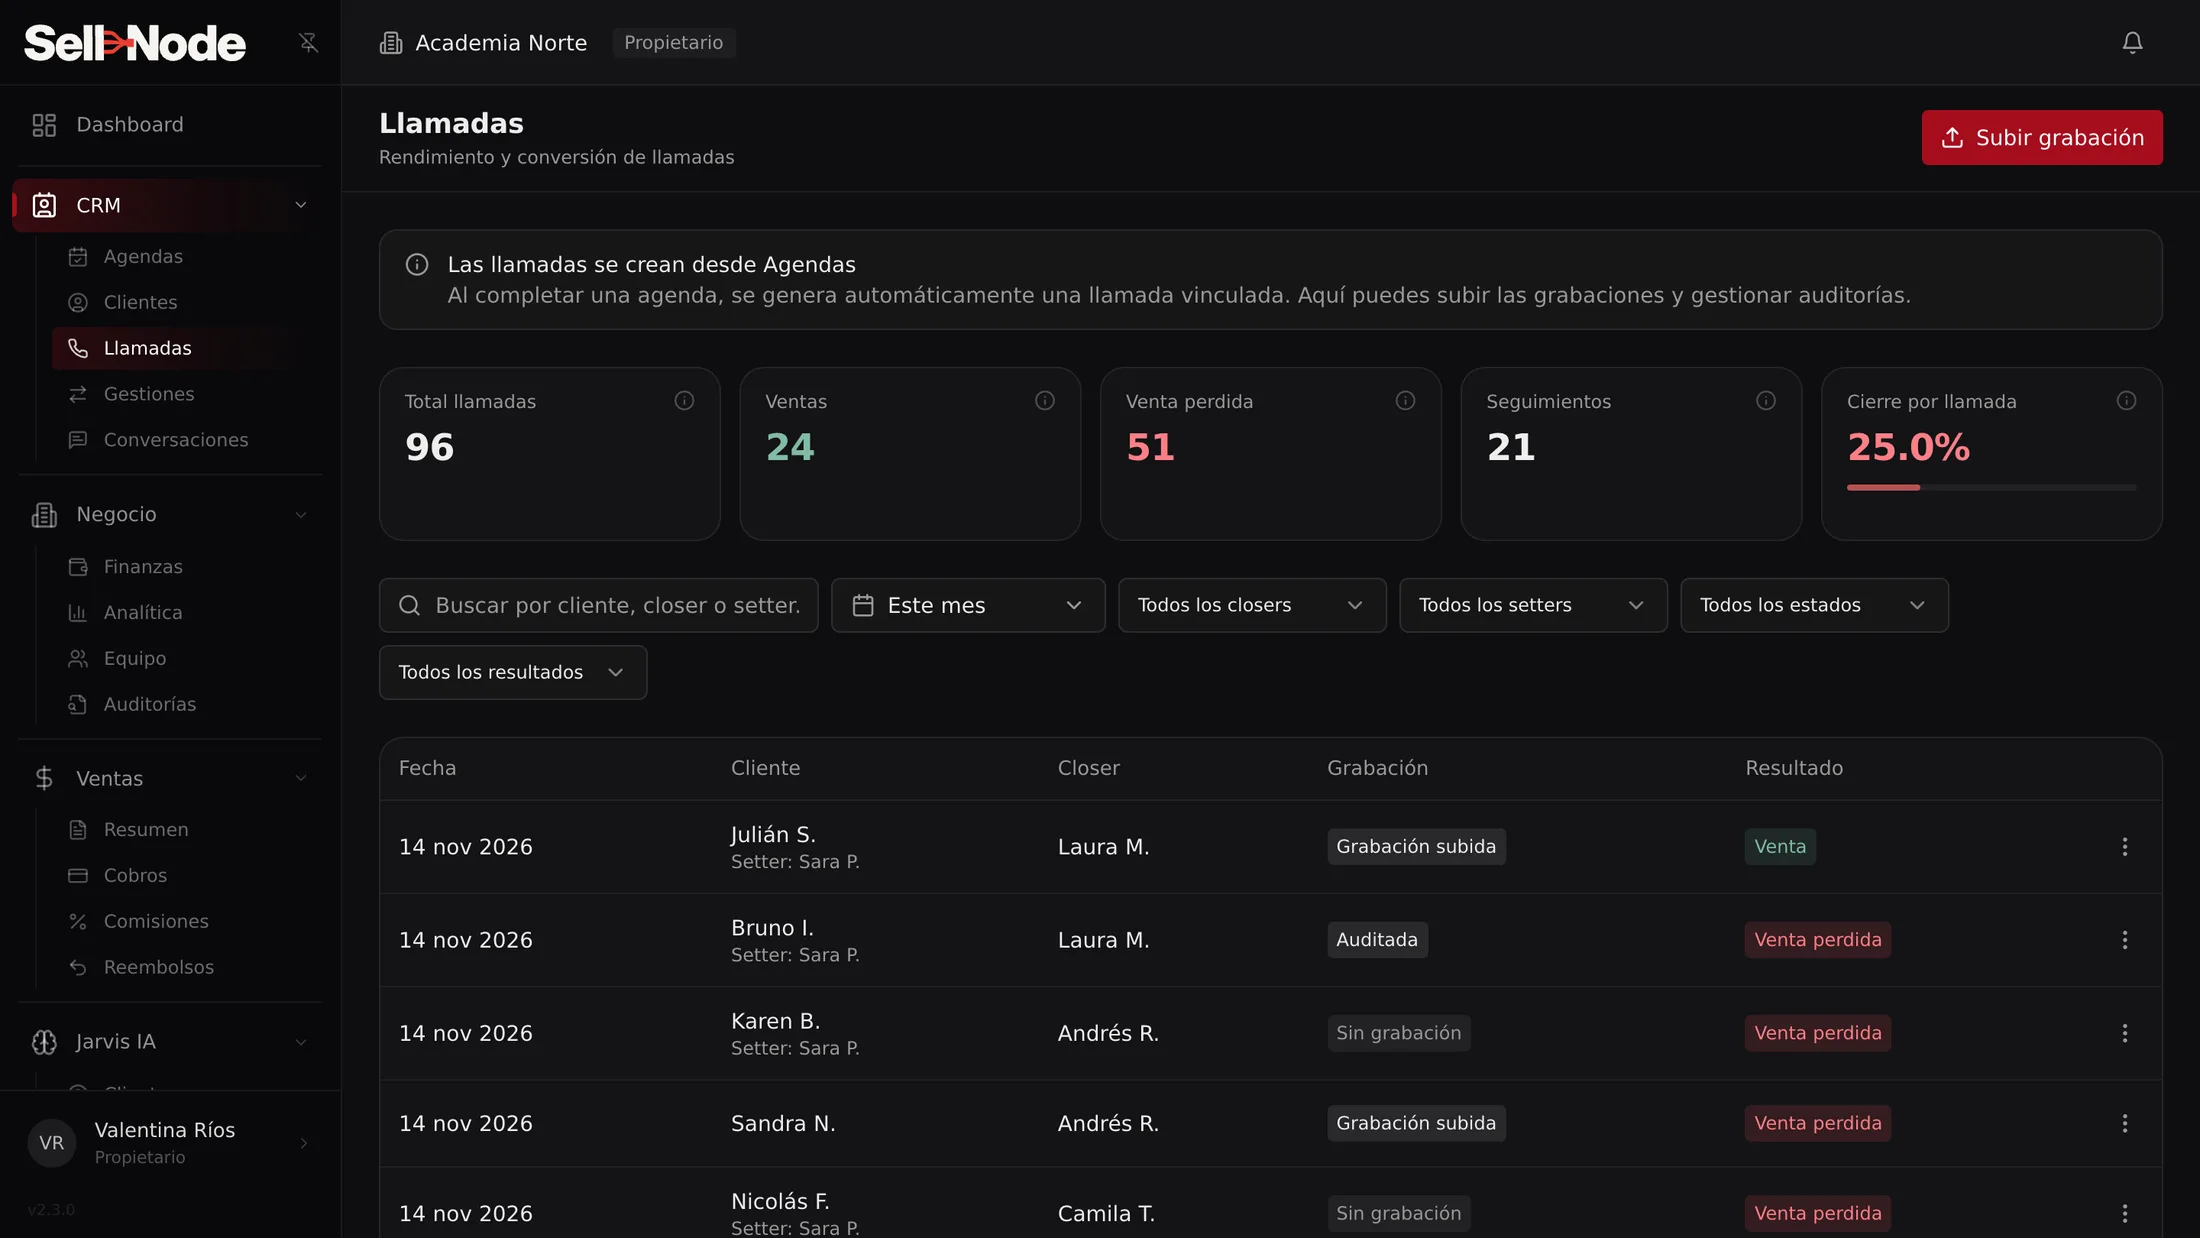 SellNode
Academia Norte
Propietario
Dashboard
CRM
Agendas
Clientes
Llamadas
Gestiones
Conversaciones
Negocio
Finanzas
Analítica
Equipo
Auditorías
Ventas
Resumen
Cobros
Comisiones
Reembolsos
Jarvis IA
VR
Valentina Ríos
Propietario
v2.3.0
Llamadas
Rendimiento y conversión de llamadas
Subir grabación
Las llamadas se crean desde Agendas
Al completar una agenda, se genera automáticamente una llamada vinculada. Aquí puedes subir las grabaciones y gestionar auditorías.
Total llamadas
96
Ventas
24
Venta perdida
51
Seguimientos
21
Cierre por llamada
25.0%
Buscar por cliente, closer o setter.
Este mes
Todos los closers
Todos los setters
Todos los estados
Todos los resultados
Fecha Cliente Closer Grabación Resultado
14 nov 2026 Julián S. Laura M. Grabación subida Venta
Setter: Sara P.
14 nov 2026 Bruno I. Laura M. Auditada Venta perdida
Setter: Sara P.
14 nov 2026 Karen B. Andrés R. Sin grabación Venta perdida
Setter: Sara P.
14 nov 2026 Sandra N. Andrés R. Grabación subida Venta perdida
14 nov 2026 Nicolás F. Camila T. Sin grabación Venta perdida
Setter: Sara P.